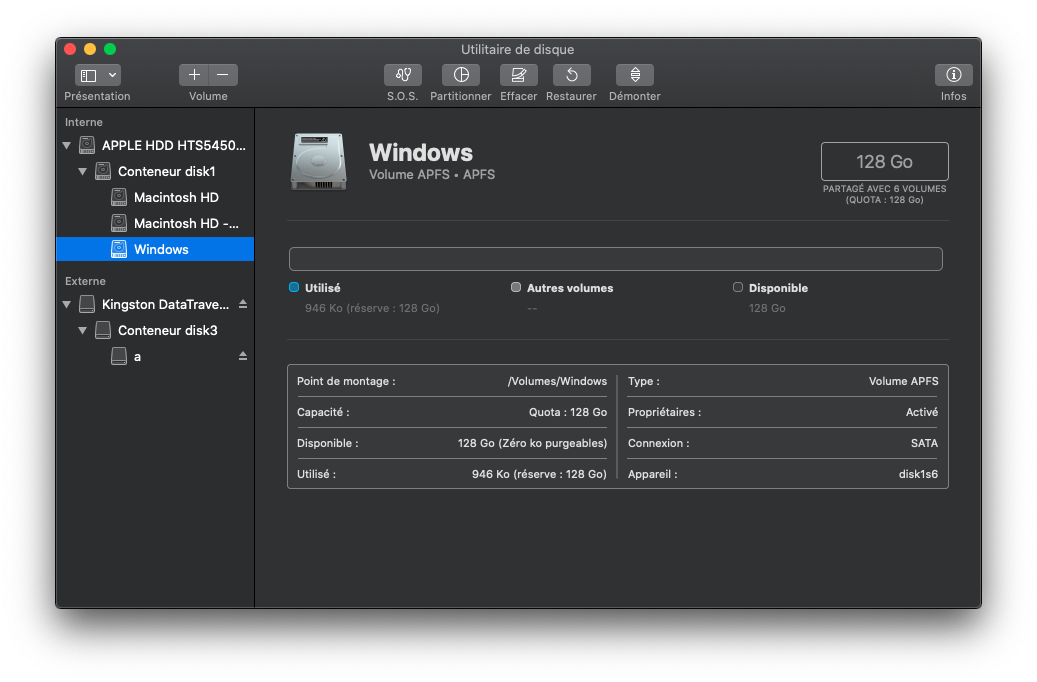 Utilitaire de disque
Présentation
Volume
S.O.S.
Partitionner
Effacer
Restaurer
Démonter
Infos
Interne
APPLE HDD HTS5450...
Conteneur disk1
Macintosh HD
Macintosh HD -...
Windows
Externe
Kingston DataTrave...
Conteneur disk3
a
Windows
Volume APFS • APFS
128 Go
PARTAGÉ AVEC 6 VOLUMES
(QUOTA : 128 Go)
Utilisé
946 Ko (réserve : 128 Go)
Autres volumes
--
Disponible
128 Go
Point de montage : /Volumes/Windows
Capacité : Quota : 128 Go
Disponible : 128 Go (Zéro ko purgeables)
Utilisé : 946 Ko (réserve : 128 Go)
Type : Volume APFS
Propriétaires : Activé
Connexion : SATA
Appareil : disk1s6